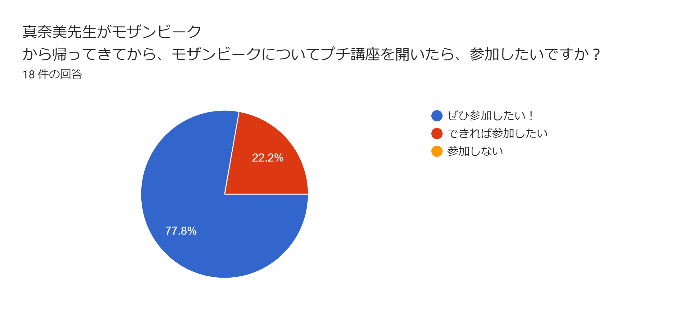 真奈美先生がモザンビーク
から帰ってきてから、モザンビークについてプチ講座を開いたら、参加したいですか？
18 件の回答
ぜひ参加したい！
できれば参加したい
参加しない
22.2%
77.8%